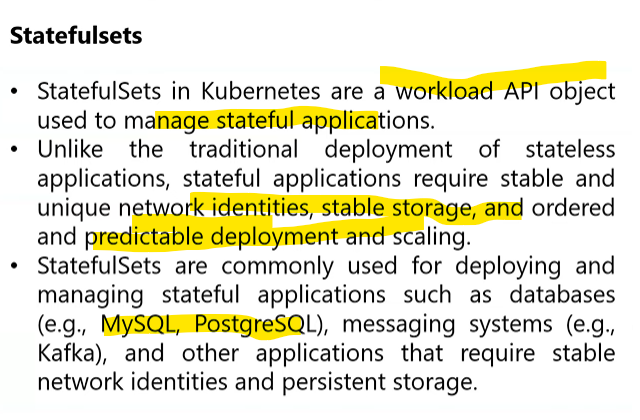 Statefulsets
• StatefulSets in Kubernetes are a workload API object
used to manage stateful applications.
• Unlike the traditional deployment of stateless
applications, stateful applications require stable and
unique network identities, stable storage, and ordered
and predictable deployment and scaling.
• StatefulSets are commonly used for deploying and
managing stateful applications such as databases
(e.g., MySQL, PostgreSQL), messaging systems (e.g.,
Kafka), and other applications that require stable
network identities and persistent storage.